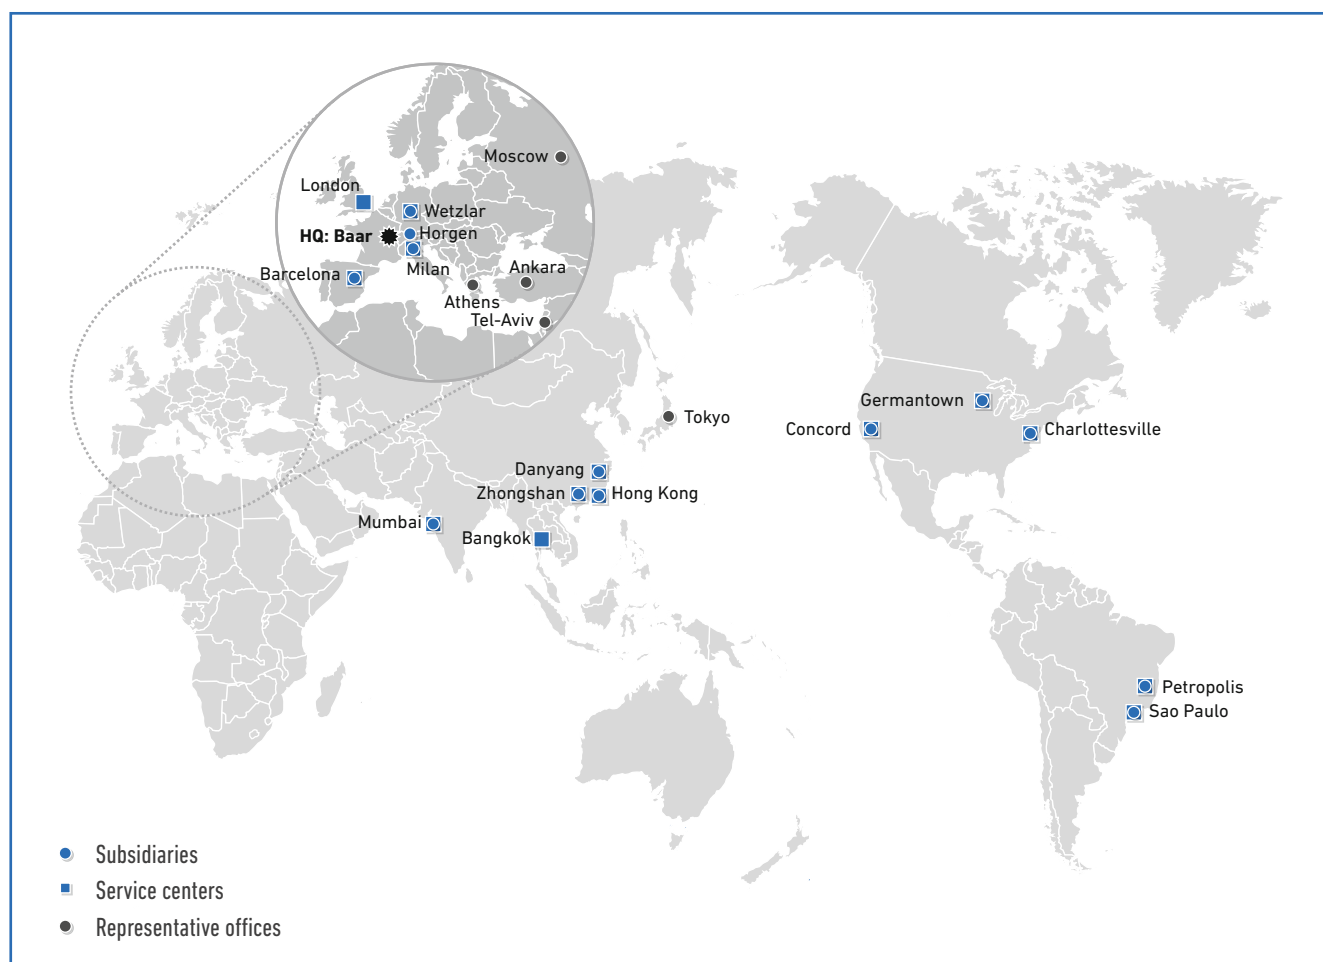 Moscow
London
Wetzlar
HQ: Baar
Horgen
Milan
Barcelona
Ankara
Athens
Tel-Aviv
Tokyo
Germantown
Concord
Charlottesville
Danyang
Zhongshan
Hong Kong
Mumbai
Bangkok
Petropolis
Sao Paulo
Subsidiaries
Service centers
Representative offices